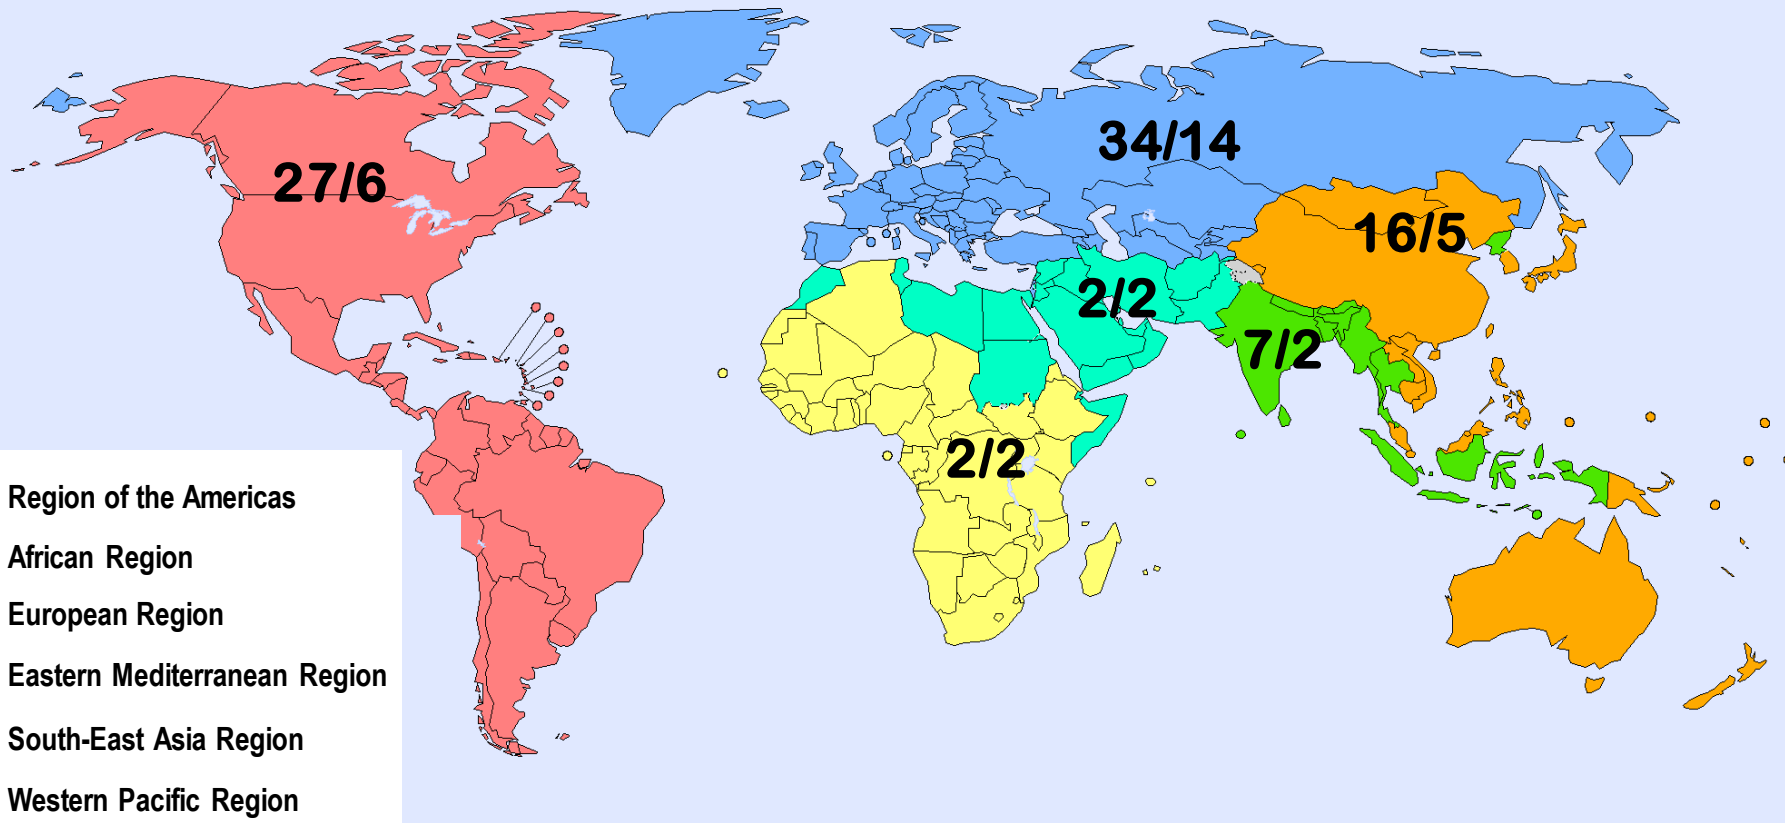 34/14
27/6
16/5
2/2
7/2
2/2
Region of the Americas
African Region
European Region
Eastern Mediterranean Region
South-East Asia Region
Western Pacific Region